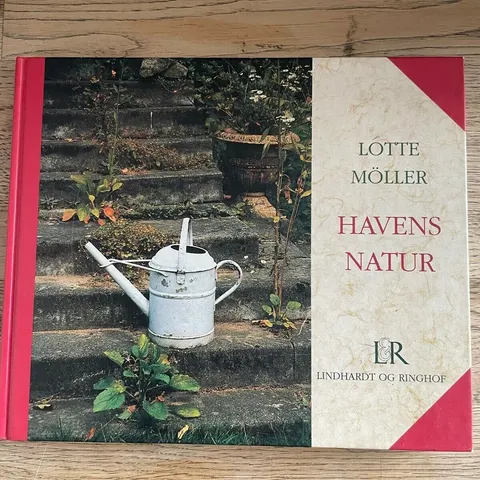 LOTTE
MÖLLER
HAVENS
NATUR
L&R
LINDHARDT OG RINGHOF